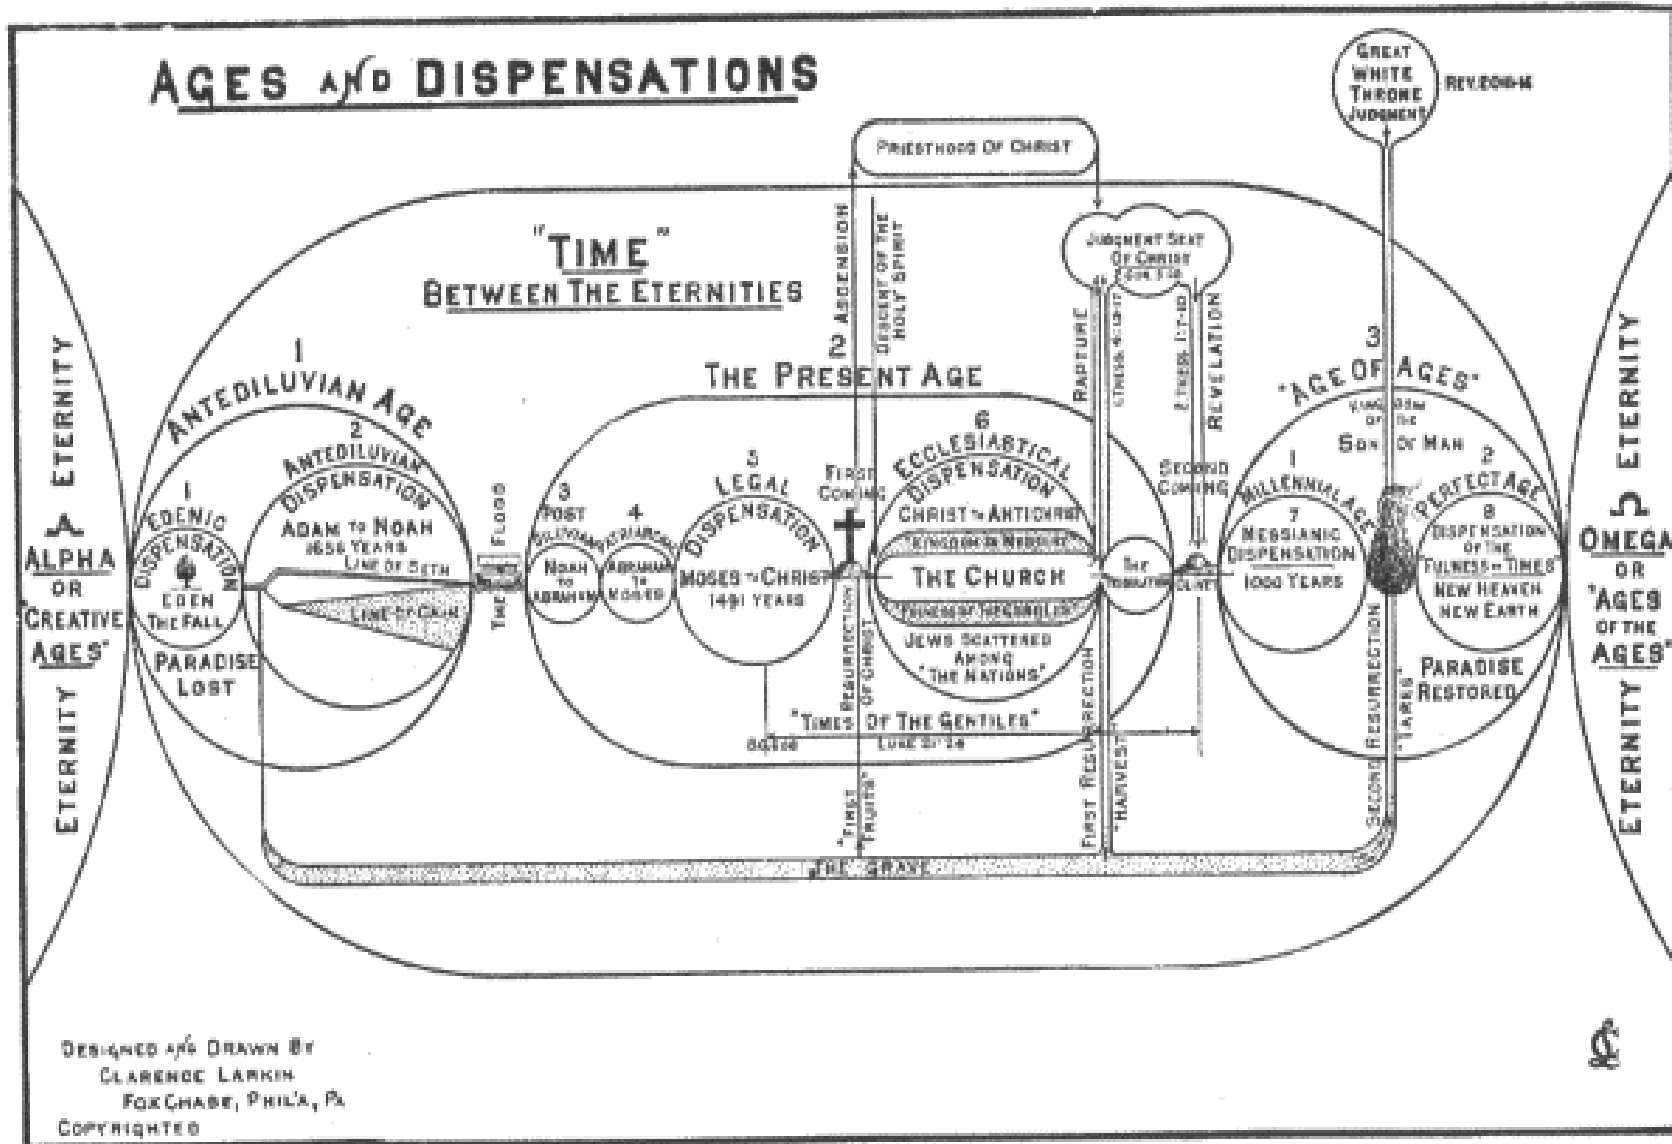 AGES AND DISPENSATIONS
GREAT
WHITE
THRONE
JUDGMENT
PRIESTHOOD OF CHRIST
"TIME"
BETWEEN THE ETERNITIES
2 ASCENSION
DESCENT OF THE
HOLY SPIRIT
JUDGMENT SEAT
OF CHRIST
RAPTURE
REVELATION
ETERNITY
ALPHA
OR
"CREATIVE
AGES"
ETERNITY
1
ANTEDILUVIAN AGE
1
EDENIC
DISPENSATION
EDEN
THE FALL
PARADISE
LOST
2
ANTEDILUVIAN
DISPENSATION
ADAM TO NOAH
1656 YEARS
LINE OF SETH
LINE OF CAIN
THE FLOOD
THE PRESENT AGE
3
POST
DILUVIAN
NOAH
TO
ABRAHAM
4
ABRAHAM
TO
MOSES
5
LEGAL
DISPENSATION
MOSES TO CHRIST
1491 YEARS
FIRST
COMING
6
ECCLESIASTICAL
DISPENSATION
CHRIST TO ANTICHRIST
THE CHURCH
JEWS SCATTERED
AMONG
"THE NATIONS"
THE
SECOND
COMING
OLIVET
RESURRECTION
OF CHRIST
"FIRST
FRUITS"
"TIMES OF THE GENTILES"
LUKE 21:24
FIRST RESURRECTION
"HARVEST"
3
"AGE OF AGES"
KINGDOM
OF THE
SON OF MAN
1
MILLENNIAL AGE
7
MESSIANIC
DISPENSATION
1000 YEARS
2
PERFECT AGE
8
DISPENSATION
OF THE
FULNESS OF TIMES
NEW HEAVEN
NEW EARTH
PARADISE
RESTORED
SECOND RESURRECTION
"TARES"
THE GRAVE
ETERNITY
Ω
OMEGA
OR
"AGES
OF THE
AGES"
ETERNITY
DESIGNED AND DRAWN BY
CLARENCE LARKIN
FOX CHASE, PHIL'A, PA
COPYRIGHTED